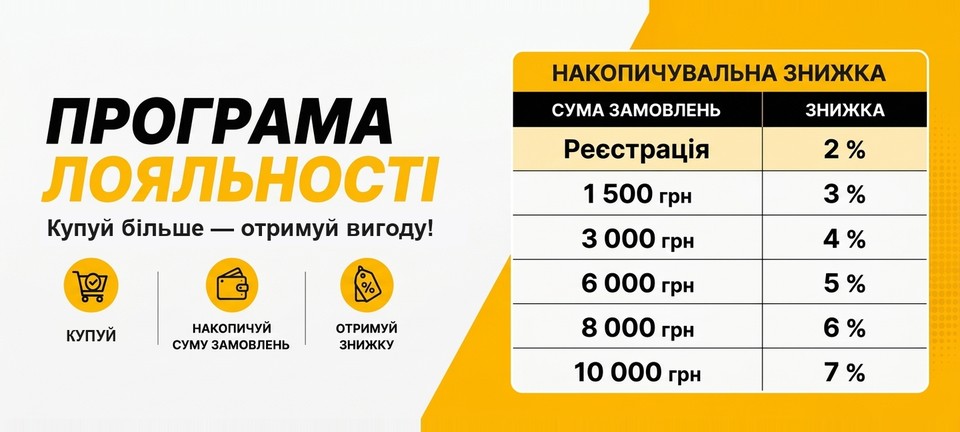 ПРОГРАМА
ЛОЯЛЬНОСТІ
Купуй більше — отримуй вигоду!
КУПУЙ
НАКОПИЧУЙ
СУМУ ЗАМОВЛЕНЬ
ОТРИМУЙ
ЗНИЖКУ
НАКОПИЧУВАЛЬНА ЗНИЖКА
СУМА ЗАМОВЛЕНЬ ЗНИЖКА
Реєстрація 2 %
1 500 грн 3 %
3 000 грн 4 %
6 000 грн 5 %
8 000 грн 6 %
10 000 грн 7 %